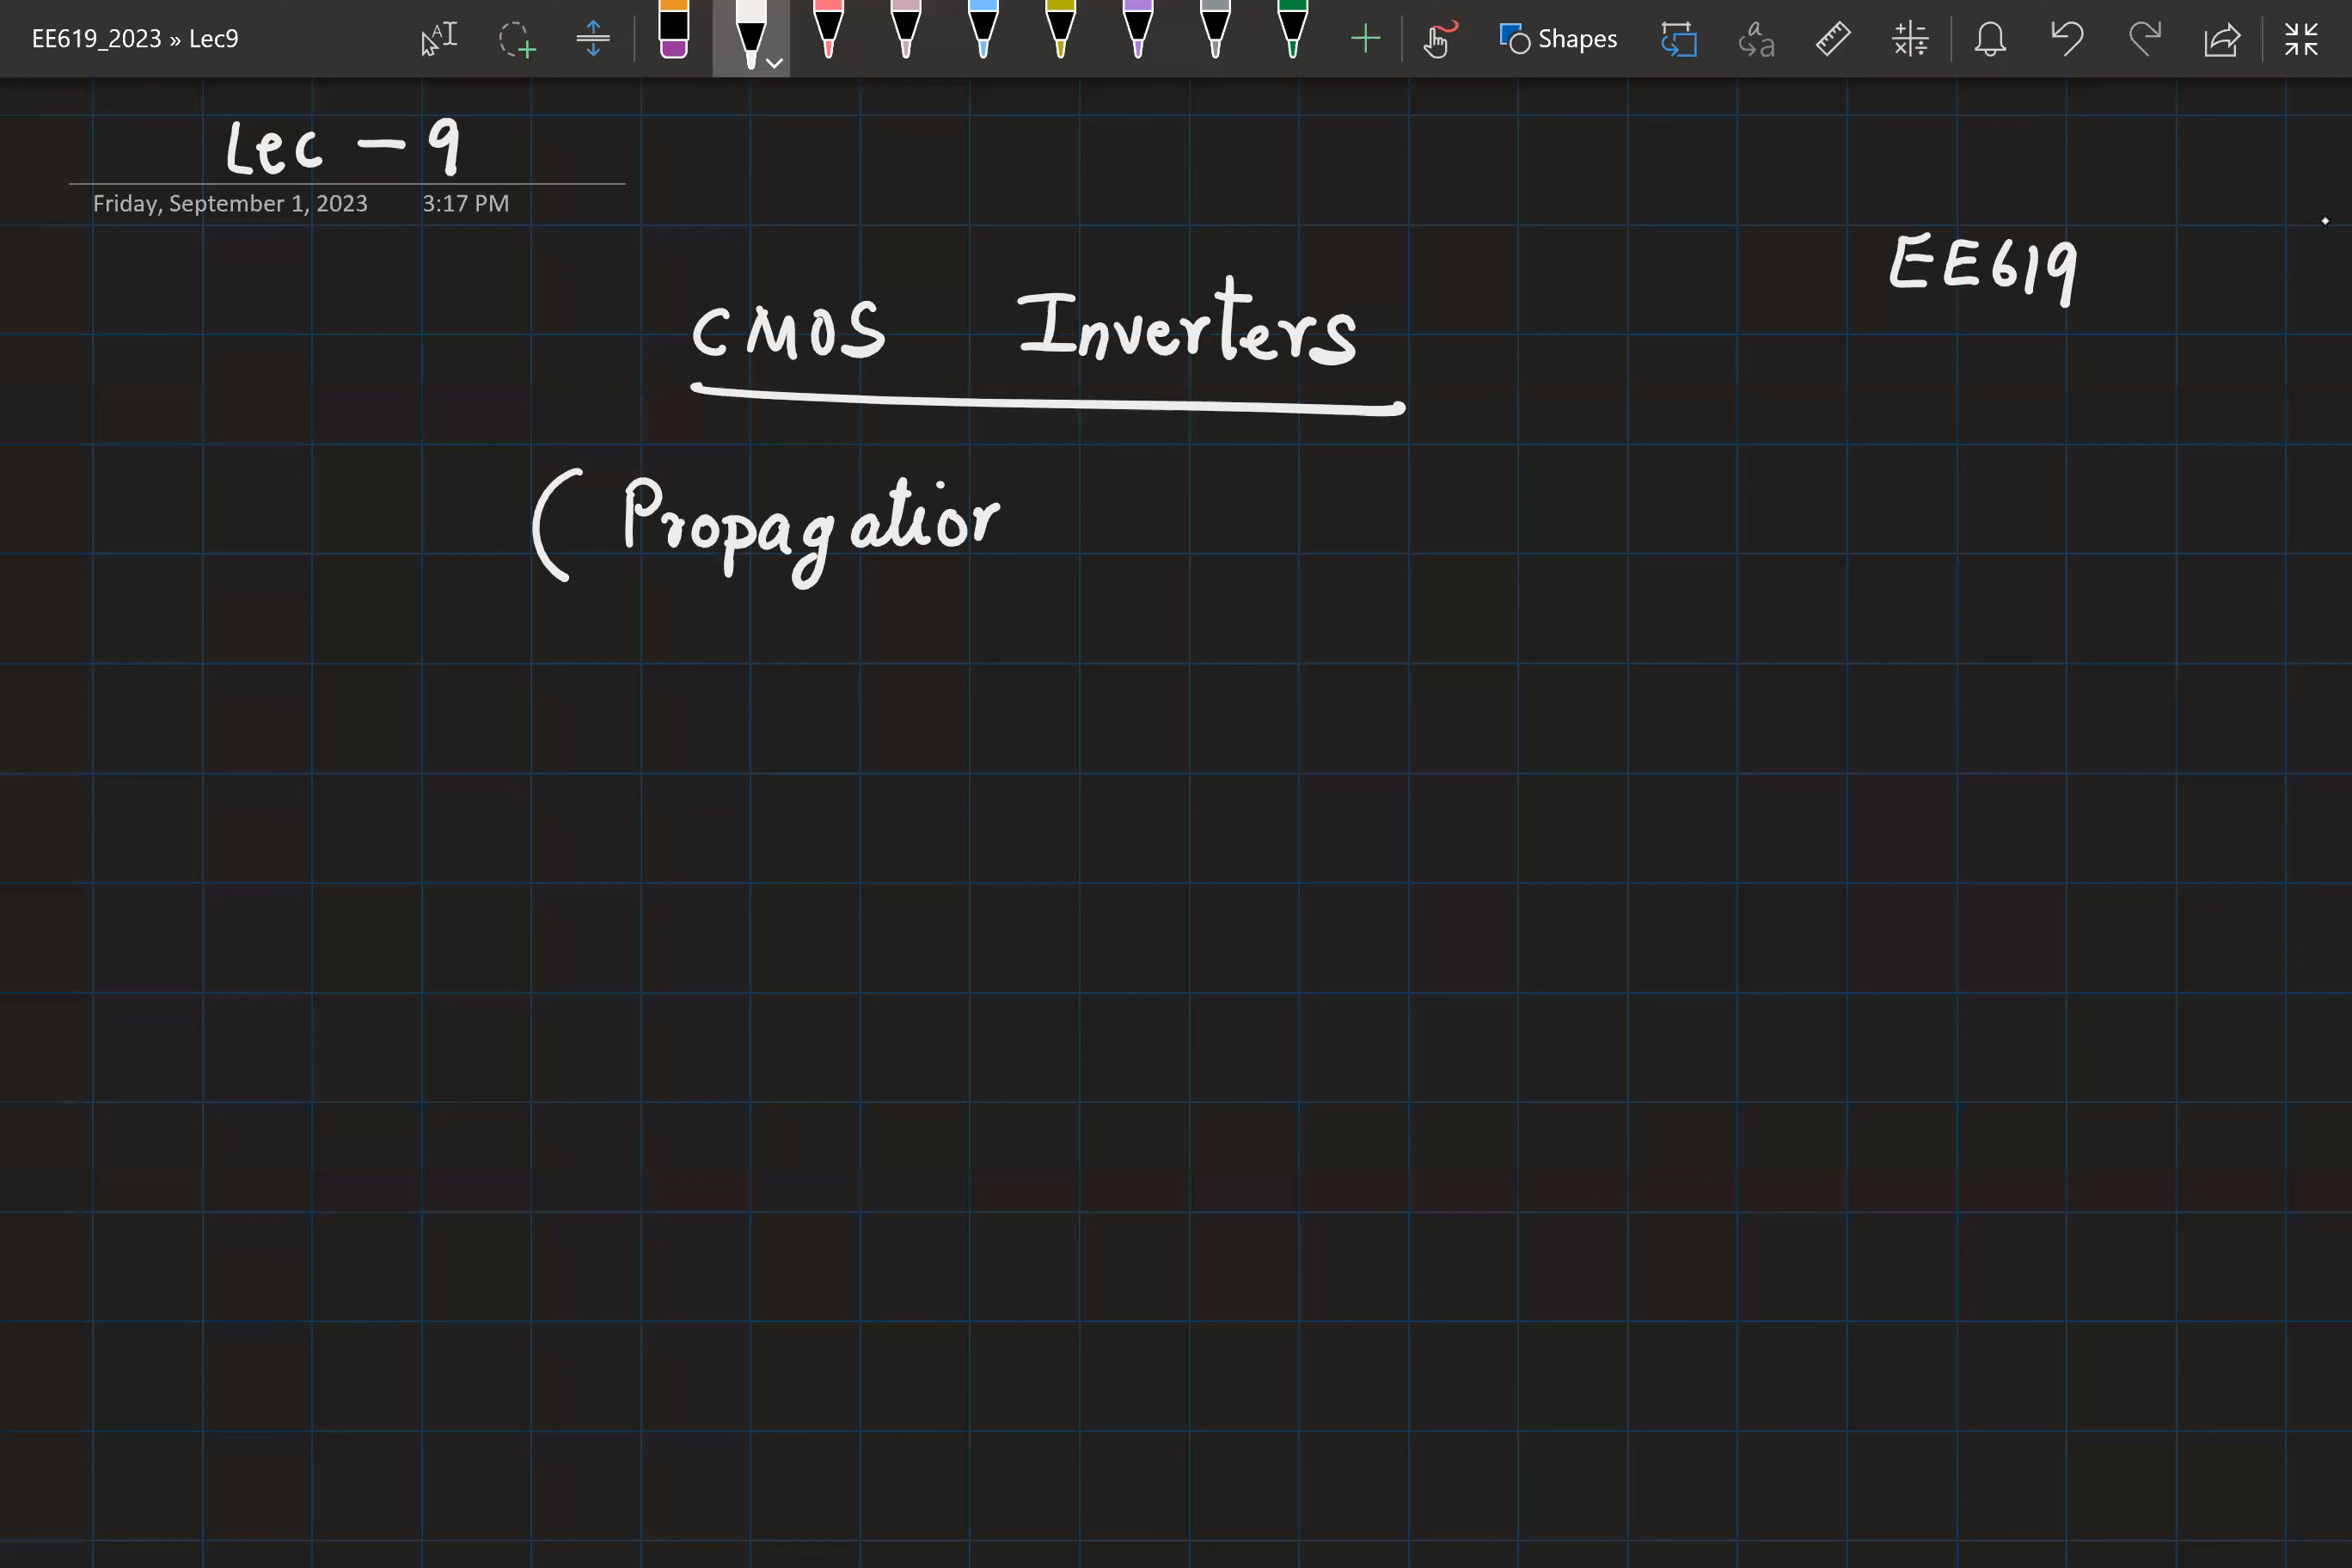 EE619_2023 » Lec9
Shapes
Lec - 9
Friday, September 1, 2023 3:17 PM
EE619
CMOS Inverters
( Propagatior